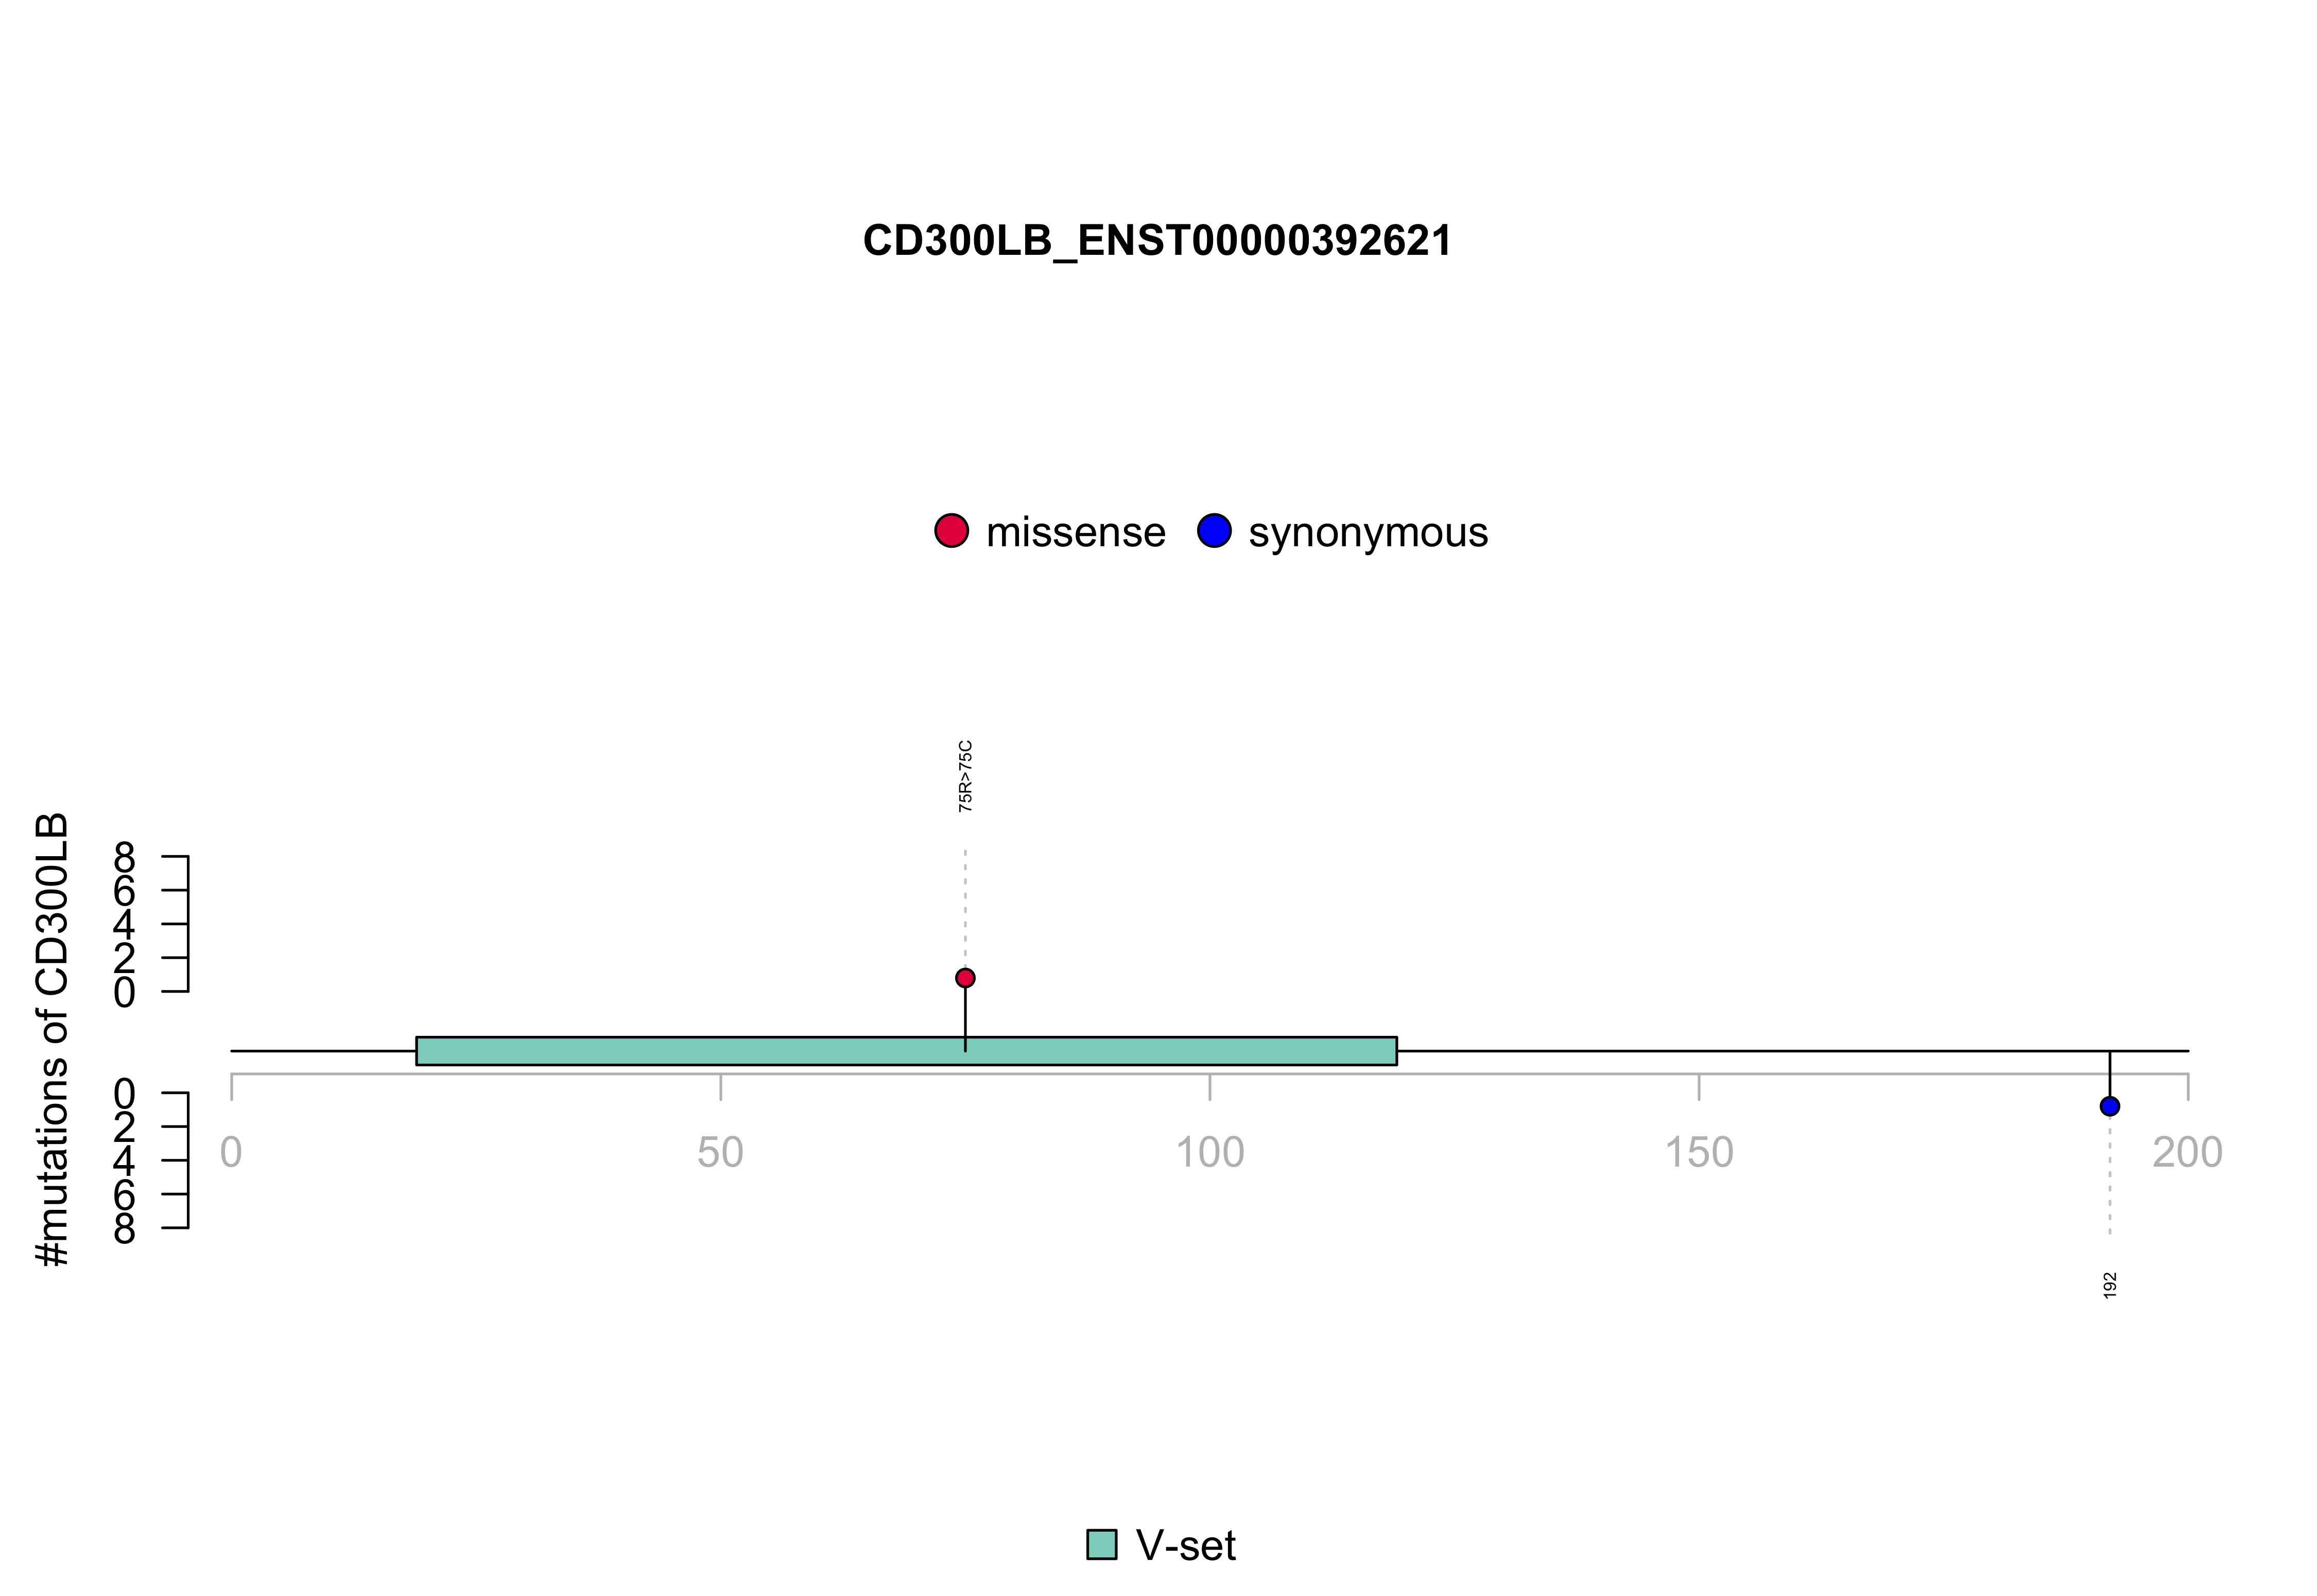 CD300LB_ENST00000392621
missense synonymous
75R>75C
#mutations of CD300LB
8
6
4
2
0
0
2
4
6
8
0 50 100 150 200
192
V-set